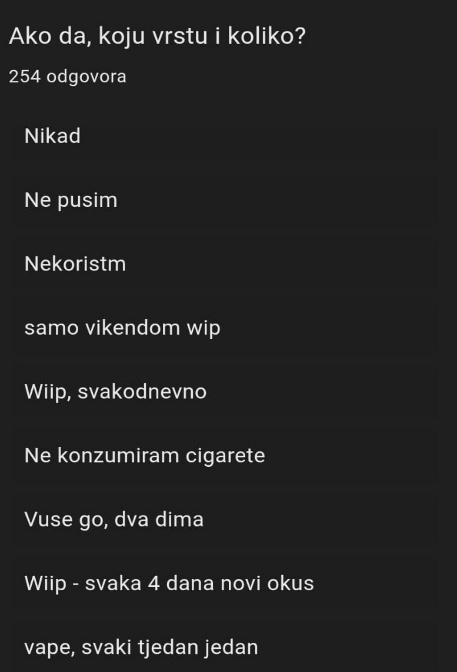 Ako da, koju vrstu i koliko?
254 odgovora
Nikad
Ne pusim
Nekoristm
samo vikendom wip
Wiip, svakodnevno
Ne konzumiram cigarete
Vuse go, dva dima
Wiip - svaka 4 dana novi okus
vape, svaki tjedan jedan